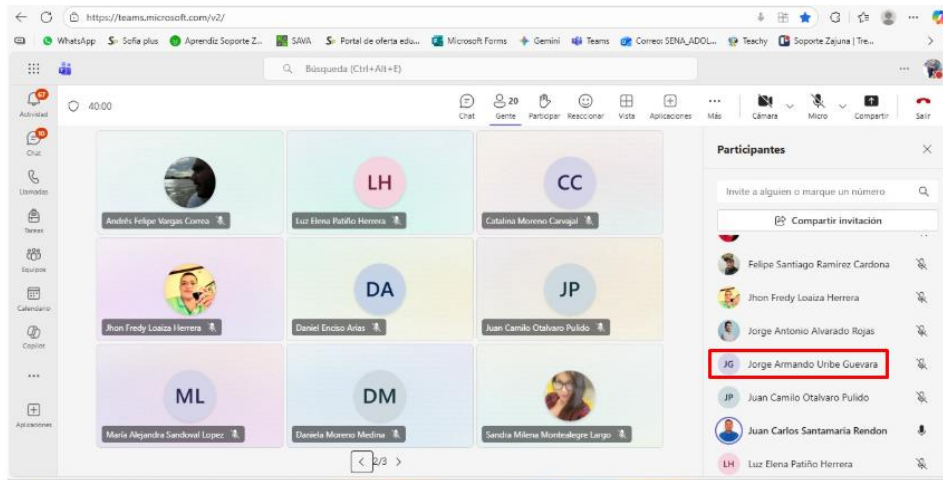 https://teams.microsoft.com/v2/
WhatsApp
Sofia plus
Aprendiz Soporte Z...
SAVA
Portal de oferta edu...
Microsoft Forms
Gemini
Teams
Correo: SENA_ADOL...
Teachy
Soporte Zajuna | Tre...
Búsqueda (Ctrl+Alt+E)
67
Actividad
10
Chat
Llamadas
Tareas
Equipos
Calendario
Copilot
Aplicaciones
40:00
Chat
20
Gente
Participar
Reaccionar
Vista
Aplicaciones
Más
Cámara
Micro
Compartir
Salir
Andrés Felipe Vargas Correa
LH
Luz Elena Patiño Herrera
CC
Catalina Moreno Carvajal
Jhon Fredy Loaiza Herrera
DA
Daniel Enciso Arias
JP
Juan Camilo Otalvaro Pulido
ML
María Alejandra Sandoval Lopez
DM
Daniela Moreno Medina
Sandra Milena Montealegre Largo
2/3
Participantes
Invite a alguien o marque un número
Compartir invitación
Felipe Santiago Ramírez Cardona
Jhon Fredy Loaiza Herrera
Jorge Antonio Alvarado Rojas
JG Jorge Armando Uribe Guevara
JP Juan Camilo Otalvaro Pulido
Juan Carlos Santamaria Rendon
LH Luz Elena Patiño Herrera